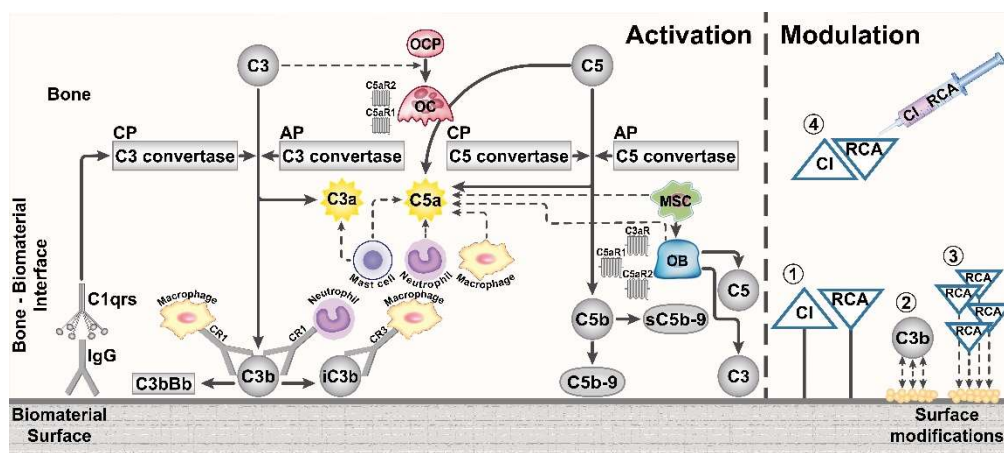 Activation
Modulation
Bone
Bone - Biomaterial
Interface
Biomaterial
Surface
C3
OCP
C5
C5aR2
C5aR1
OC
CP
C3 convertase
AP
C3 convertase
CP
C5 convertase
AP
C5 convertase
C3a
C5a
MSC
Mast cell
Neutrophil
Macrophage
C3aR
C5aR1
C5aR2
OB
C5
C1qrs
IgG
Macrophage
CR1
Neutrophil
CR1
Macrophage
CR3
C3bBb
C3b
iC3b
C5b
sC5b-9
C5b-9
C3
4
CI
RCA
CI RCA
1
CI
RCA
2
C3b
3
RCA
RCA
RCA
RCA
Surface
modifications